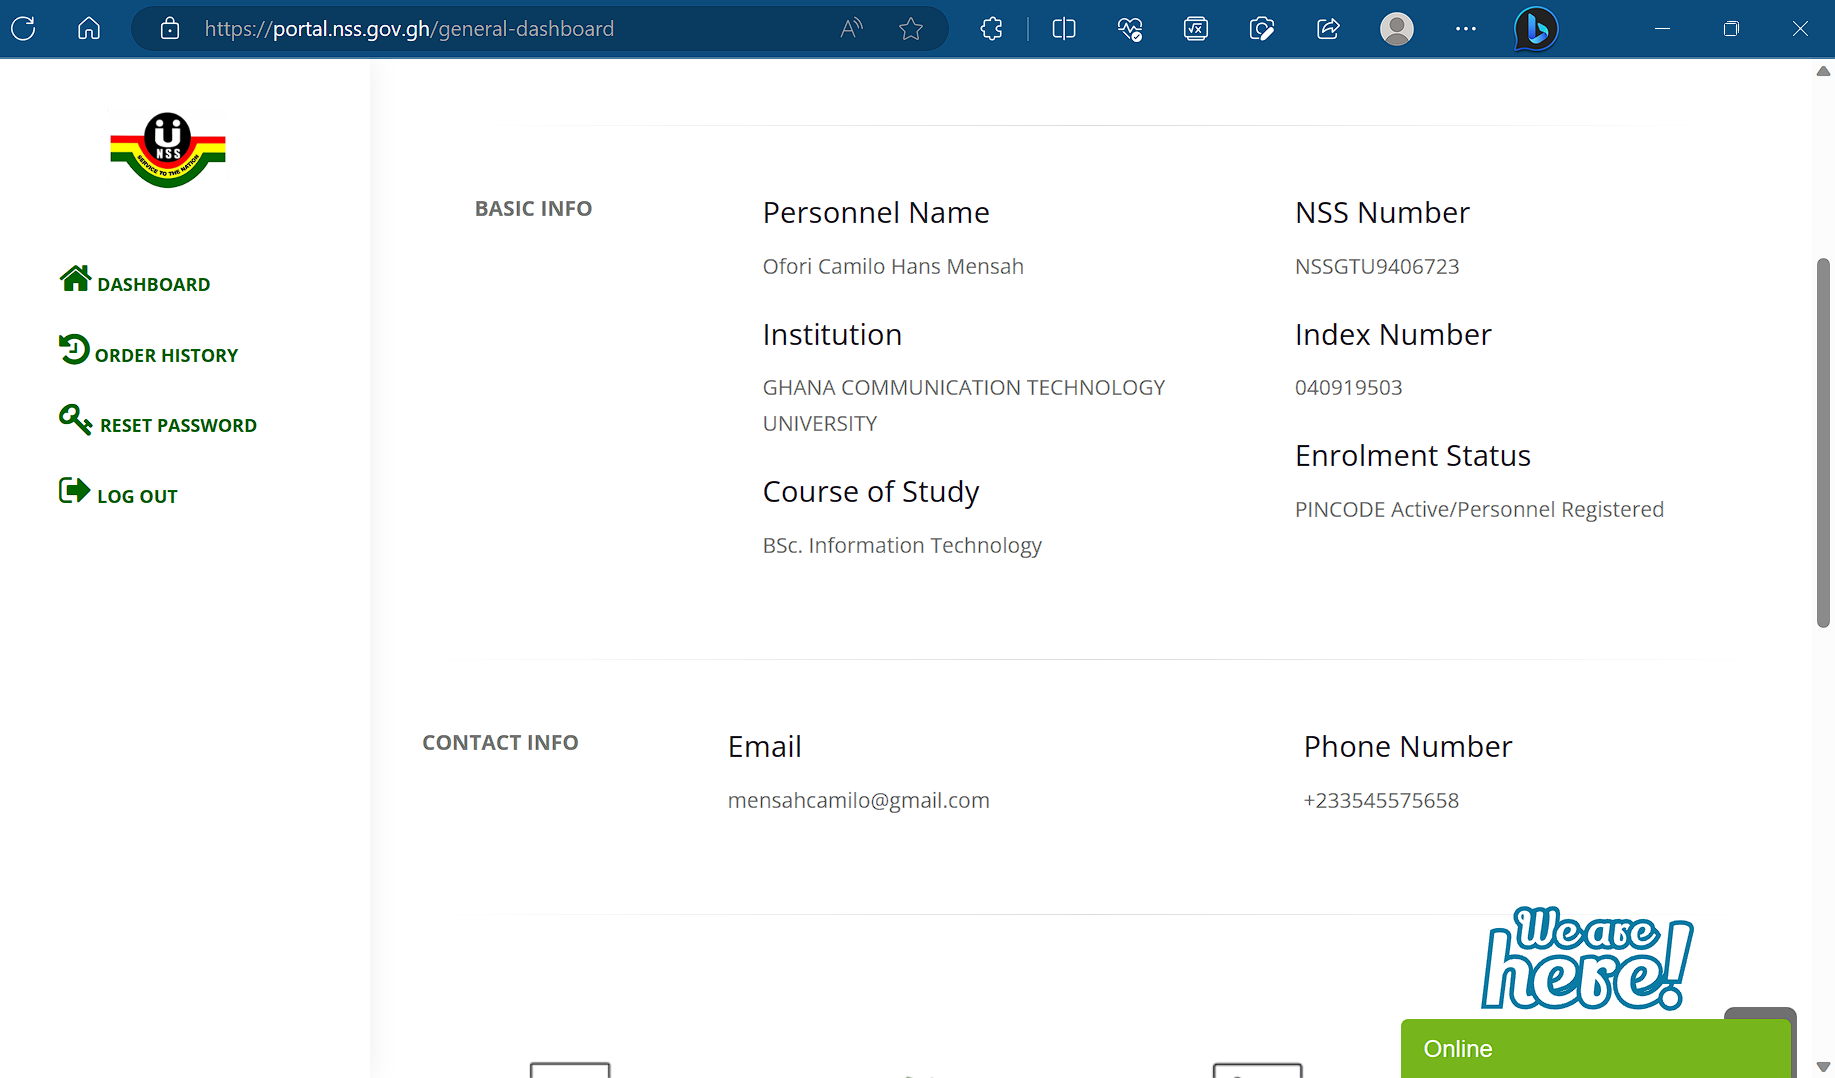 https://portal.nss.gov.gh/general-dashboard
ü
NSS
SERVICE TO THE NATION
DASHBOARD
ORDER HISTORY
RESET PASSWORD
LOG OUT
BASIC INFO
Personnel Name
Ofori Camilo Hans Mensah
Institution
GHANA COMMUNICATION TECHNOLOGY
UNIVERSITY
Course of Study
BSc. Information Technology
NSS Number
NSSGTU9406723
Index Number
040919503
Enrolment Status
PINCODE Active/Personnel Registered
CONTACT INFO
Email
mensahcamilo@gmail.com
Phone Number
+233545575658
We are
here!
Online